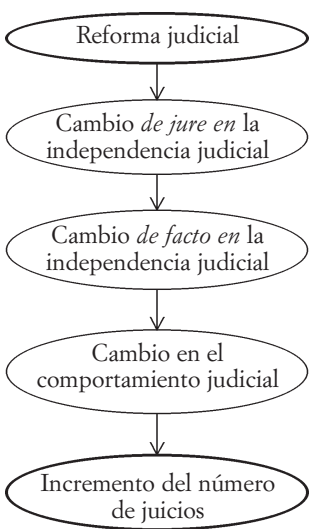 Reforma judicial
Cambio de jure en la
independencia judicial
Cambio de facto en la
independencia judicial
Cambio en el
comportamiento judicial
Incremento del número
de juicios